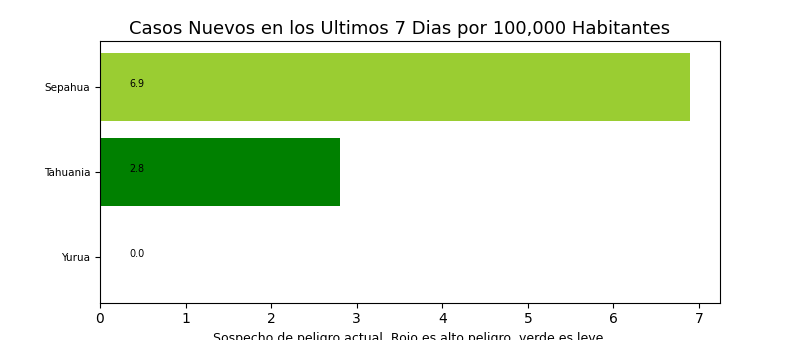 Casos Nuevos en los Ultimos 7 Dias por 100,000 Habitantes
Sepahua
6.9
Tahuania
2.8
Yurua
0.0
0 1 2 3 4 5 6 7
Sospecho de peligro actual. Rojo es alto peligro, verde es leve